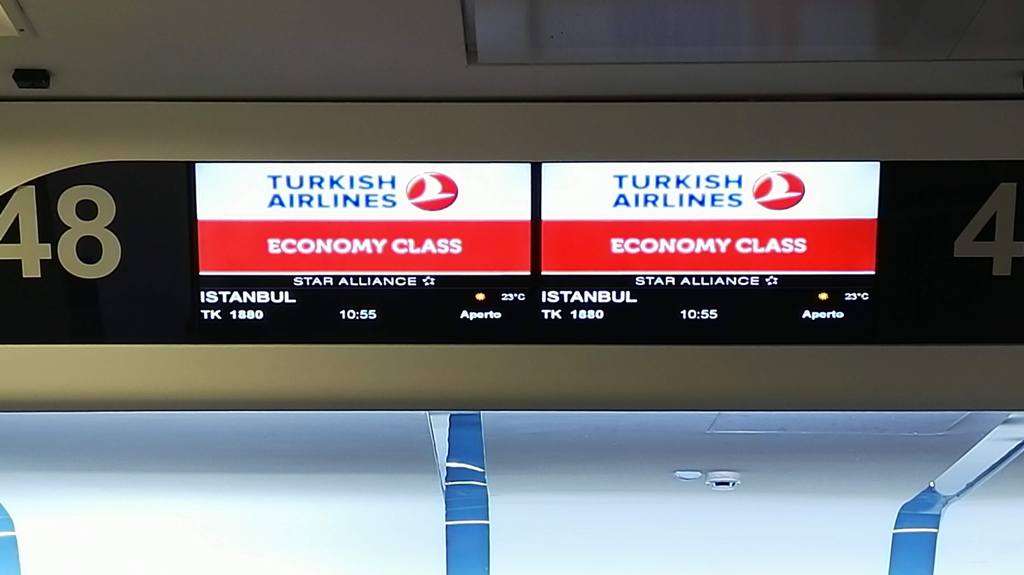 48
TURKISH
AIRLINES
ECONOMY CLASS
STAR ALLIANCE
ISTANBUL 23°C
TK 1880 10:55 Aperto
TURKISH
AIRLINES
ECONOMY CLASS
STAR ALLIANCE
ISTANBUL 23°C
TK 1880 10:55 Aperto
4